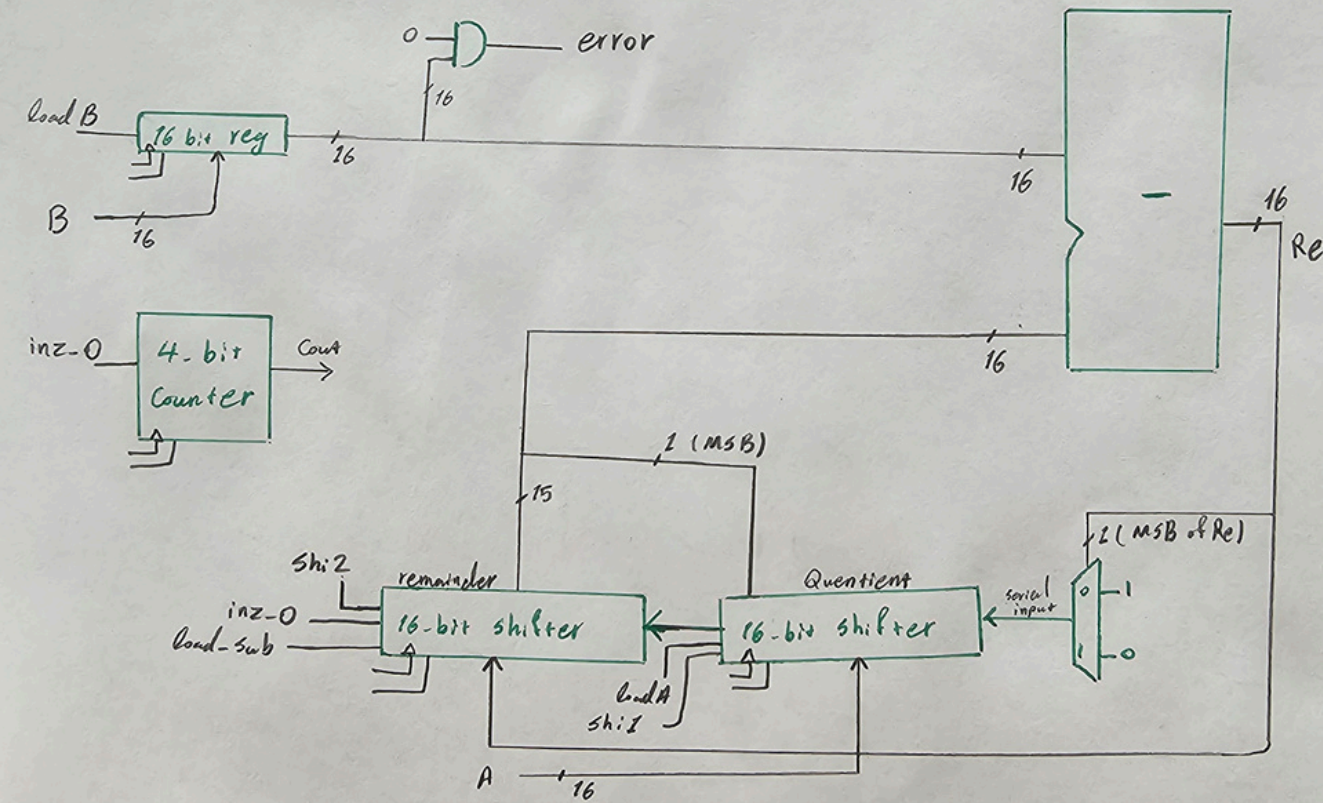 0
error
16
load B
16 bit reg
16
16
B
16
-
16
Re
inz_0
4-bit
Counter
Cout
16
1 (MSB)
15
1 (MSB of Re)
shi2
remainder
Quentient
serial
input
0
1
inz_0
16-bit shifter
16-bit shifter
load_sub
1
0
loadA
shi1
A
16